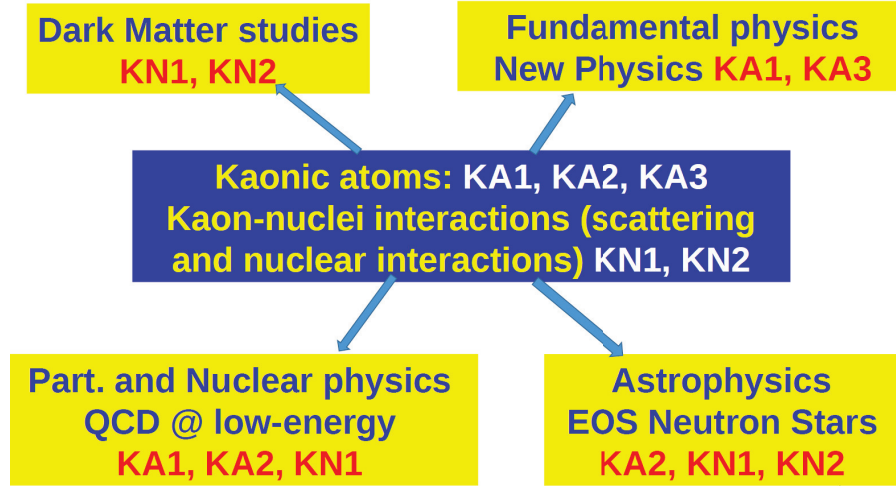 Dark Matter studies
KN1, KN2
Fundamental physics
New Physics KA1, KA3
Kaonic atoms: KA1, KA2, KA3
Kaon-nuclei interactions (scattering
and nuclear interactions) KN1, KN2
Part. and Nuclear physics
QCD @ low-energy
KA1, KA2, KN1
Astrophysics
EOS Neutron Stars
KA2, KN1, KN2